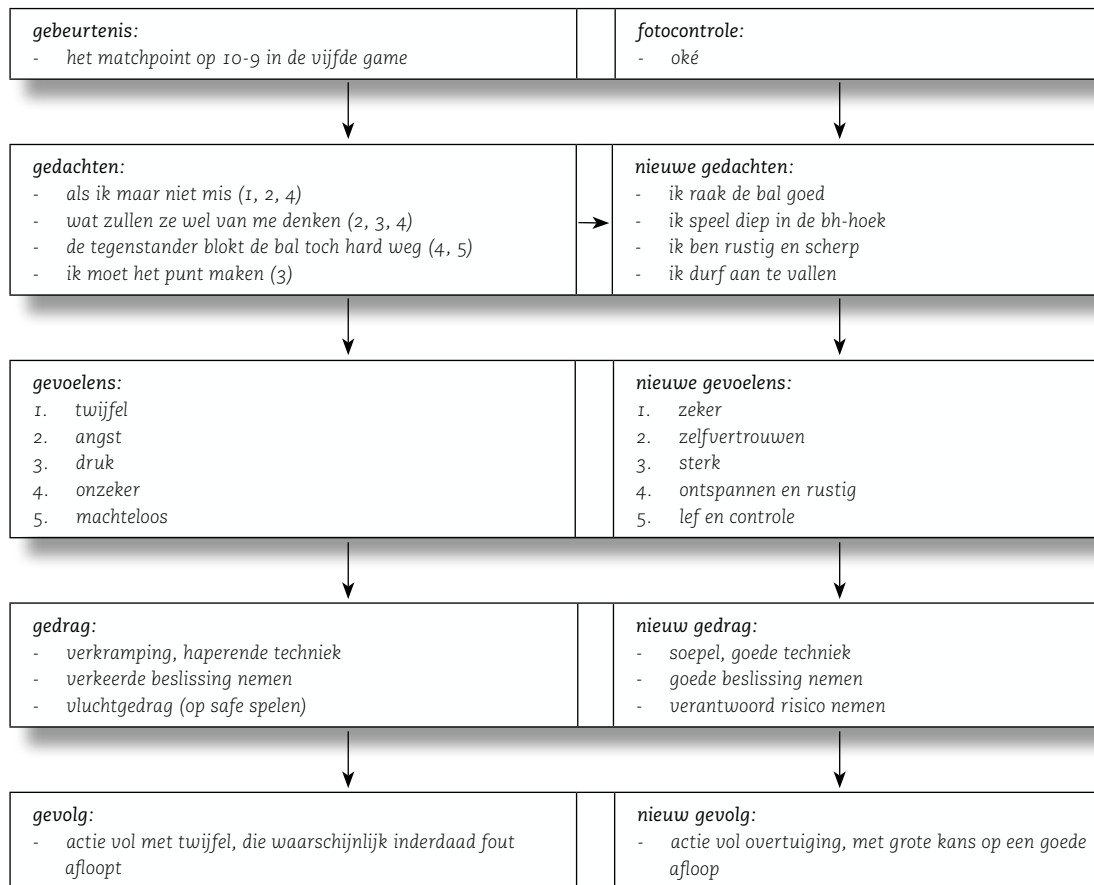 gebeurtenis:
- het matchpoint op 10-9 in de vijfde game
fotocontrole:
- oké
gedachten:
- als ik maar niet mis (1, 2, 4)
- wat zullen ze wel van me denken (2, 3, 4)
- de tegenstander blokt de bal toch hard weg (4, 5)
- ik moet het punt maken (3)
nieuwe gedachten:
- ik raak de bal goed
- ik speel diep in de bh-hoek
- ik ben rustig en scherp
- ik durf aan te vallen
gevoelens:
1. twijfel
2. angst
3. druk
4. onzeker
5. machteloos
nieuwe gevoelens:
1. zeker
2. zelfvertrouwen
3. sterk
4. ontspannen en rustig
5. lef en controle
gedrag:
- verkramping, haperende techniek
- verkeerde beslissing nemen
- vluchtgedrag (op safe spelen)
nieuw gedrag:
- soepel, goede techniek
- goede beslissing nemen
- verantwoord risico nemen
gevolg:
- actie vol met twijfel, die waarschijnlijk inderdaad fout
afloopt
nieuw gevolg:
- actie vol overtuiging, met grote kans op een goede
afloop